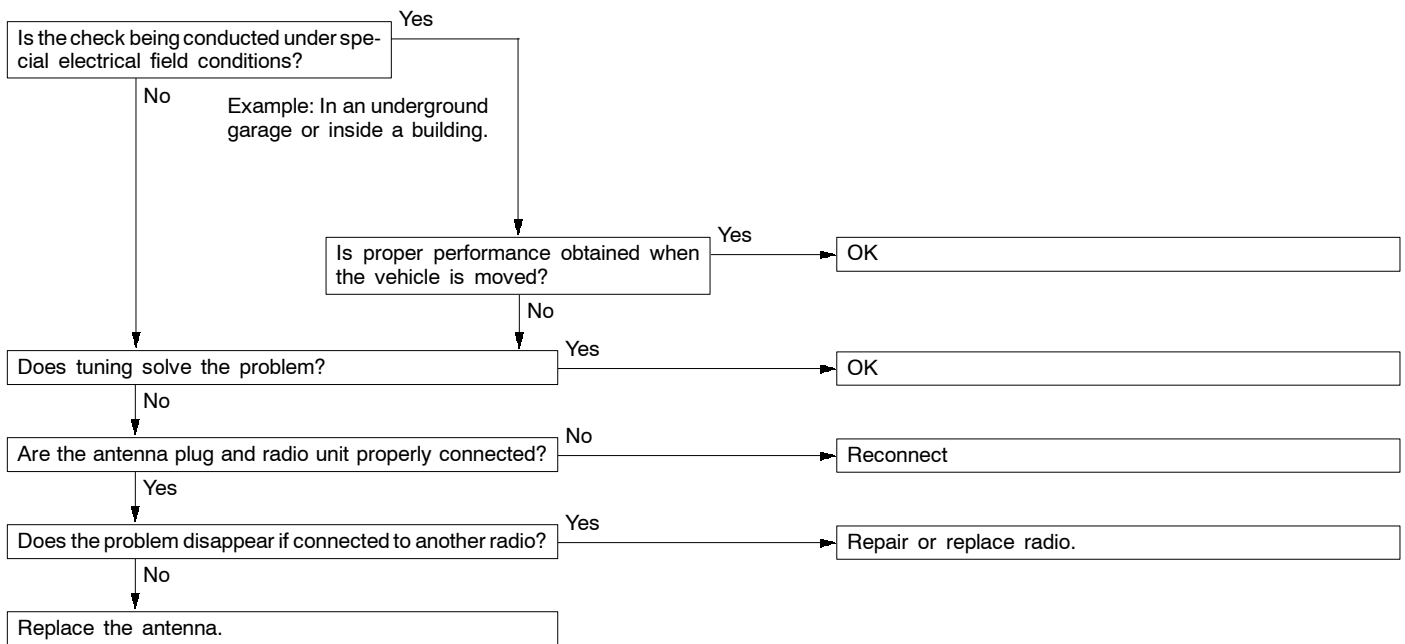 Yes
Is the check being conducted under spe-
cial electrical field conditions?
No
Example: In an underground
garage or inside a building.
Is proper performance obtained when
the vehicle is moved?
Yes
OK
No
Does tuning solve the problem?
Yes
OK
No
Are the antenna plug and radio unit properly connected?
No
Reconnect
Yes
Does the problem disappear if connected to another radio?
Yes
Repair or replace radio.
No
Replace the antenna.